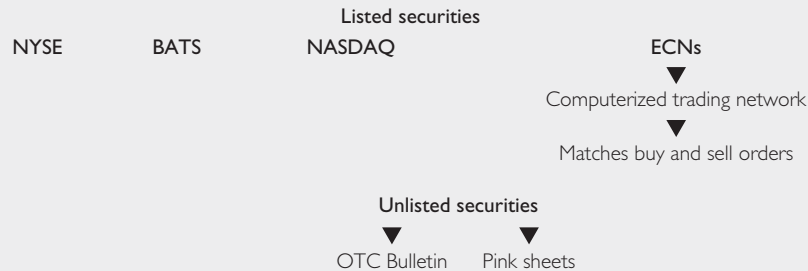 Listed securities
NYSE BATS NASDAQ ECNs
Computerized trading network
Matches buy and sell orders
Unlisted securities
OTC Bulletin Pink sheets